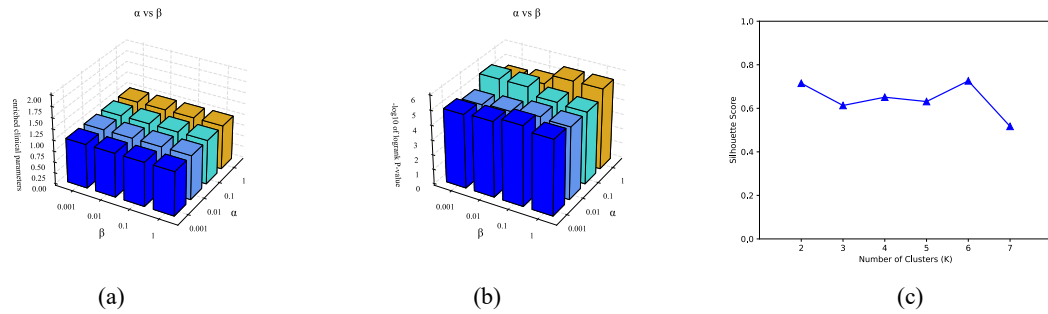 α vs β
enriched clinical parameters
2.00
1.75
1.50
1.25
1.00
0.75
0.50
0.25
0.00
0.001
0.01
0.1
1
β
0.001
0.01
0.1
1
α
(a)
α vs β
-log10 of logrank P-value
6
5
4
3
2
1
0
0.001
0.01
0.1
1
β
0.001
0.01
0.1
1
α
(b)
Silhouette Score
1.0
0.8
0.6
0.4
0.2
0.0
2 3 4 5 6 7
Number of Clusters (K)
(c)